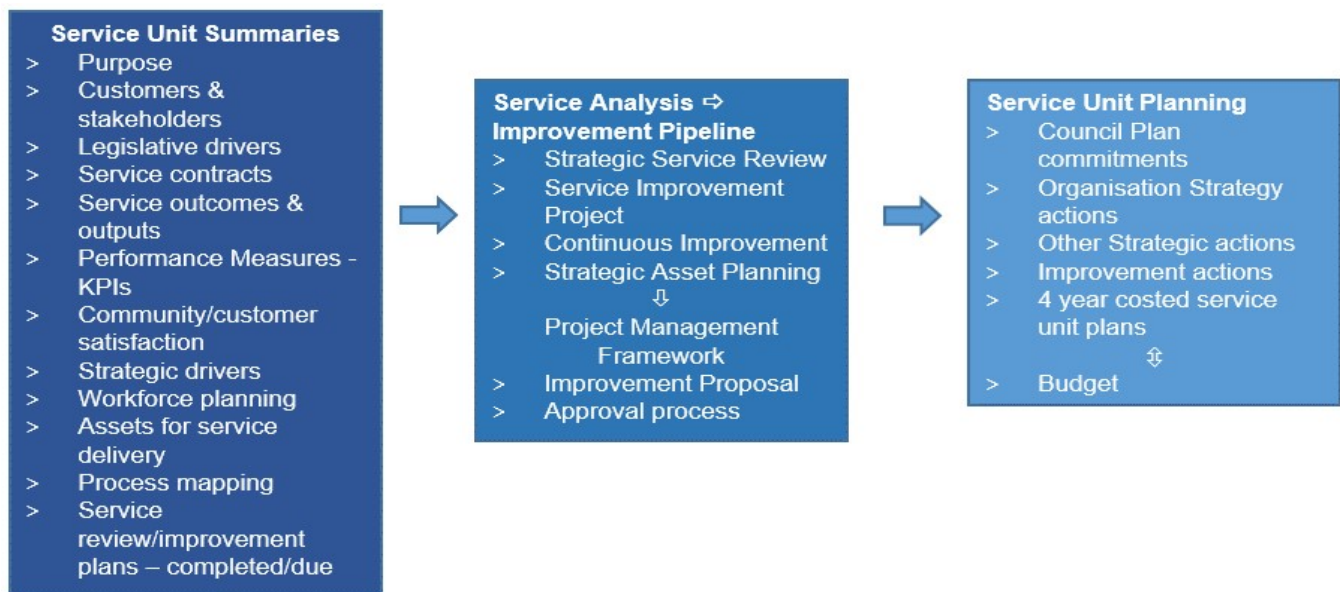 Service Unit Summaries
> Purpose
> Customers &
stakeholders
> Legislative drivers
> Service contracts
> Service outcomes &
outputs
> Performance Measures -
KPIs
> Community/customer
satisfaction
> Strategic drivers
> Workforce planning
> Assets for service
delivery
> Process mapping
> Service
review/improvement
plans – completed/due
Service Analysis ⇨
Improvement Pipeline
> Strategic Service Review
> Service Improvement
Project
> Continuous Improvement
> Strategic Asset Planning
⇩
Project Management
Framework
> Improvement Proposal
> Approval process
Service Unit Planning
> Council Plan
commitments
> Organisation Strategy
actions
> Other Strategic actions
> Improvement actions
> 4 year costed service
unit plans
⇳
> Budget